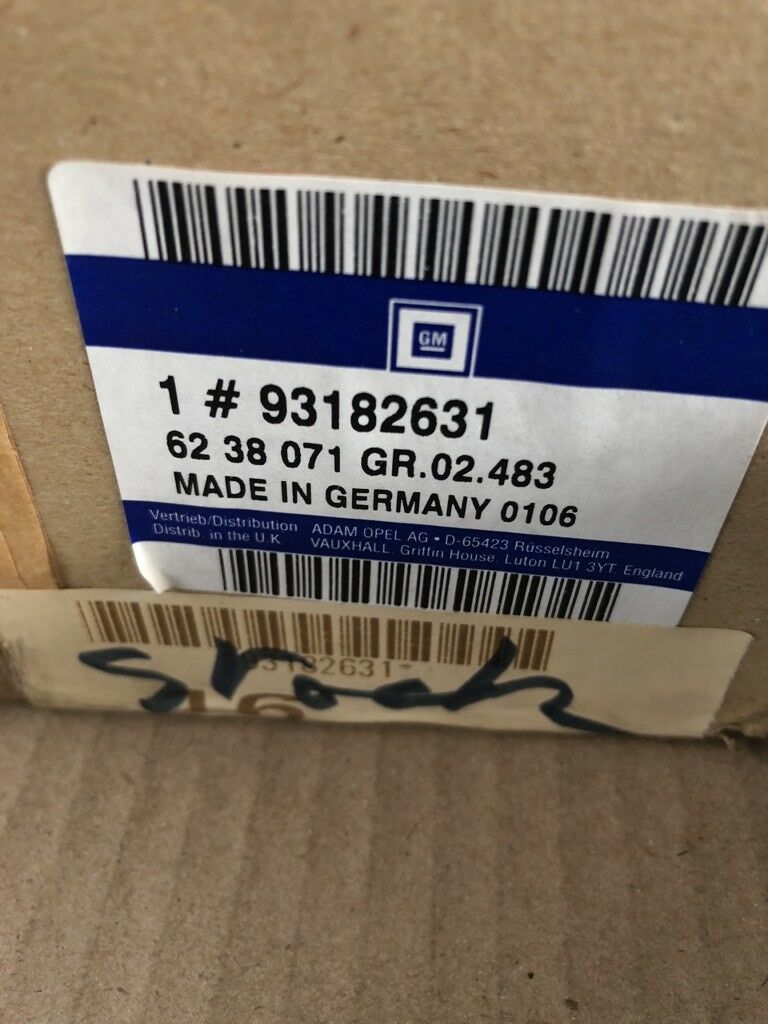 GM
1 # 93182631
62 38 071 GR.02.483
MADE IN GERMANY 0106
Vertrieb/Distribution ADAM OPEL AG • D-65423 Rüsselsheim
Distrib. in the U.K. VAUXHALL. Griffin House. Luton LU1 3YT. England
93182631*
16